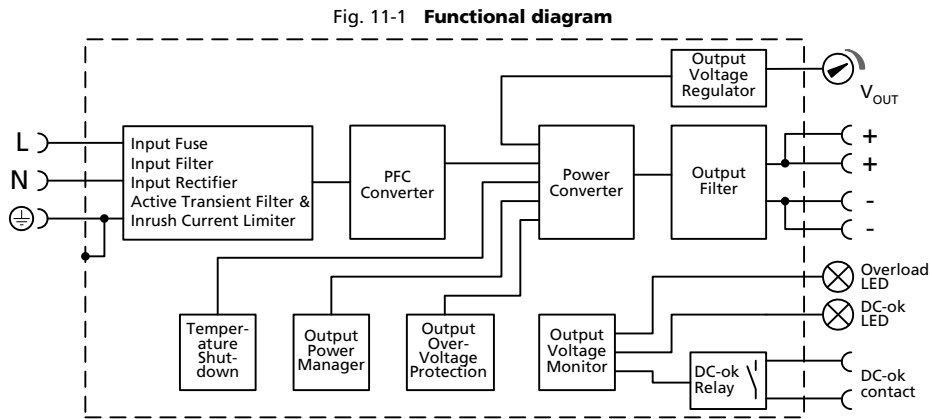 Fig. 11-1 Functional diagram
Output
Voltage
Regulator
V OUT
L
N
Input Fuse
Input Filter
Input Rectifier
Active Transient Filter &
Inrush Current Limiter
PFC
Converter
Power
Converter
Output
Filter
+
+
-
-
Temper-
ature
Shut-
down
Output
Power
Manager
Output
Over-
Voltage
Protection
Output
Voltage
Monitor
Overload
LED
DC-ok
LED
DC-ok
Relay
DC-ok
contact